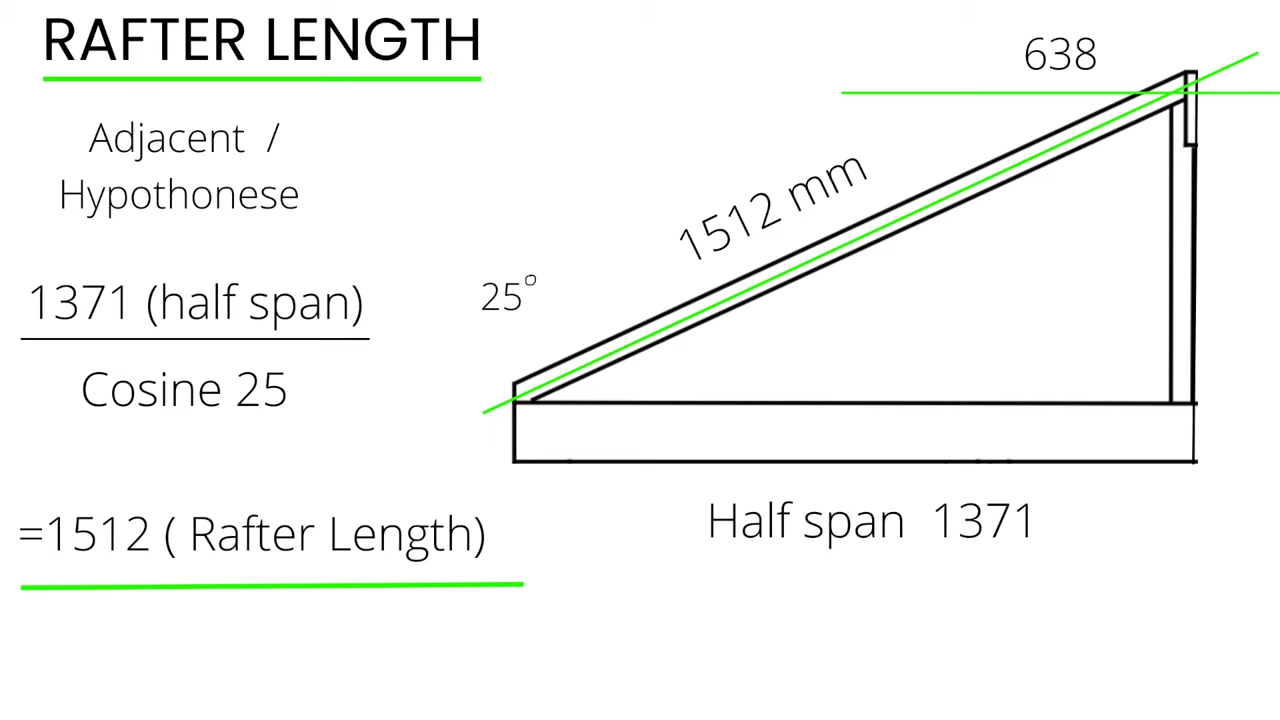 RAFTER LENGTH
638
Adjacent /
Hypothonese
1512 mm
25°
1371 (half span)
Cosine 25
=1512 ( Rafter Length)
Half span 1371